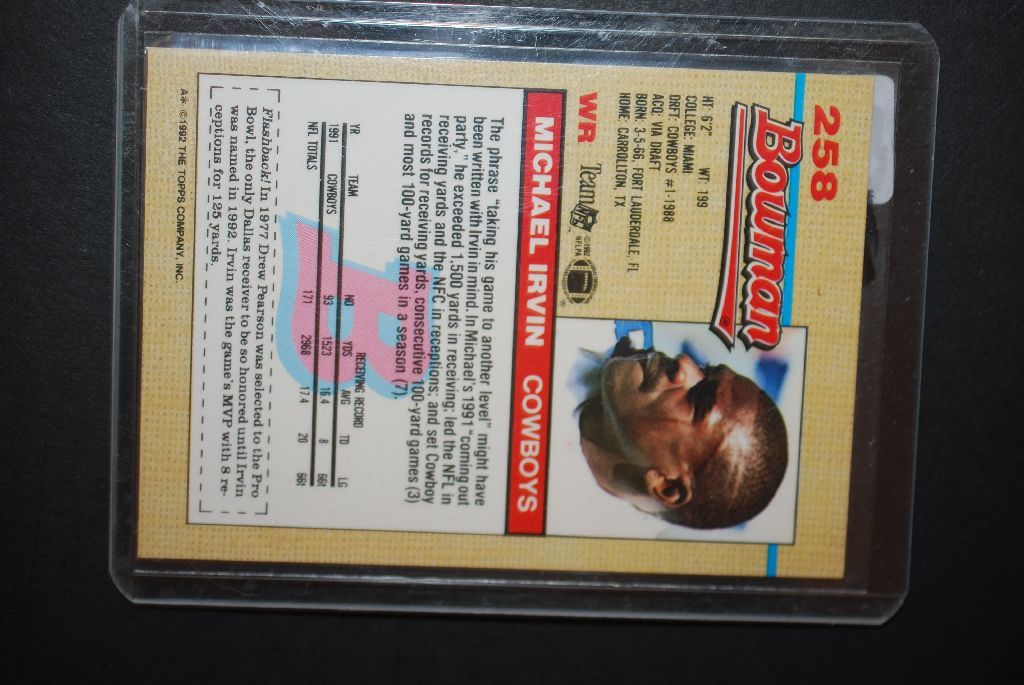 258
Bowman
HT: 6'2" WT: 199
COLLEGE: MIAMI
DRFT: COWBOYS #1-1988
ACQ: VIA DRAFT
BORN: 3-5-66, FORT LAUDERDALE, FL
HOME: CARROLLTON, TX
WR
Team NFL
©1992 NFLPA
MICHAEL IRVIN COWBOYS
The phrase "taking his game to another level" might have
been written with Irvin in mind. In Michael's 1991 "coming out
party," he exceeded 1,500 yards in receiving; led the NFL in
receiving yards and the NFC in receptions; and set Cowboy
records for receiving yards, consecutive 100-yard games (3)
and most 100-yard games in a season (7).
RECEIVING RECORD
YR TEAM NO YDS AVG TD LG
1991 COWBOYS 93 1523 16.4 8 66t
NFL TOTALS 171 2968 17.4 20 66t
Flashback! In 1977 Drew Pearson was selected to the Pro
Bowl, the only Dallas receiver to be so honored until Irvin
was named in 1992. Irvin was the game's MVP with 8 re-
ceptions for 125 yards.
A** ©1992 THE TOPPS COMPANY, INC.